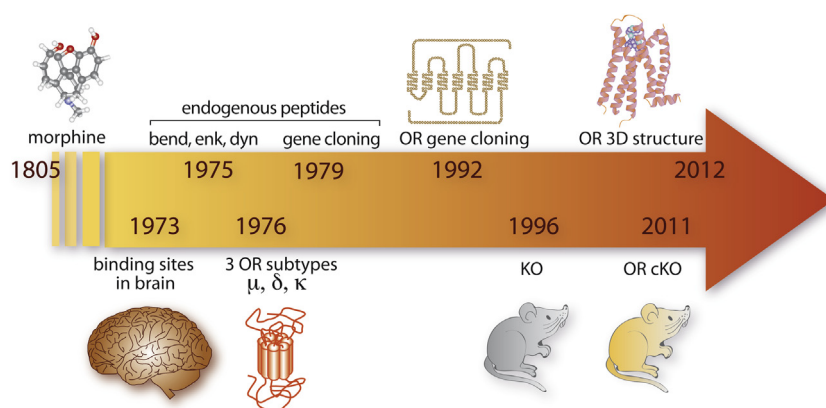 endogenous peptides
morphine
bend, enk, dyn
gene cloning
OR gene cloning
OR 3D structure
1805
1975
1979
1992
2012
1973
1976
1996
2011
binding sites
in brain
3 OR subtypes
μ, δ, κ
KO
OR cKO